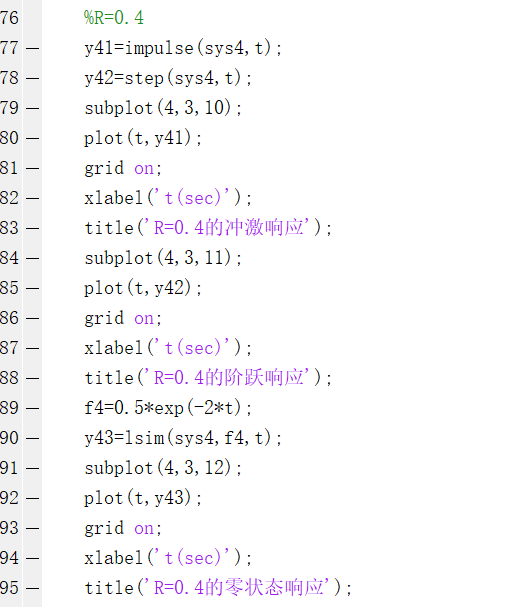 76 %R=0.4
77 — y41=impulse(sys4,t);
78 — y42=step(sys4,t);
79 — subplot(4,3,10);
80 — plot(t,y41);
81 — grid on;
82 — xlabel('t(sec)');
83 — title('R=0.4的冲激响应');
84 — subplot(4,3,11);
85 — plot(t,y42);
86 — grid on;
87 — xlabel('t(sec)');
88 — title('R=0.4的阶跃响应');
89 — f4=0.5*exp(-2*t);
90 — y43=lsim(sys4,f4,t);
91 — subplot(4,3,12);
92 — plot(t,y43);
93 — grid on;
94 — xlabel('t(sec)');
95 — title('R=0.4的零状态响应');